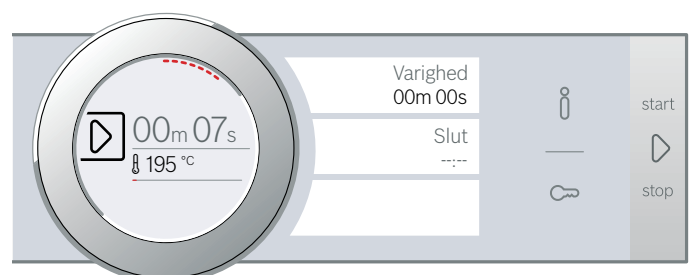 00m 07s
195 °C
Varighed
00m 00s
Slut
--:--
start
stop